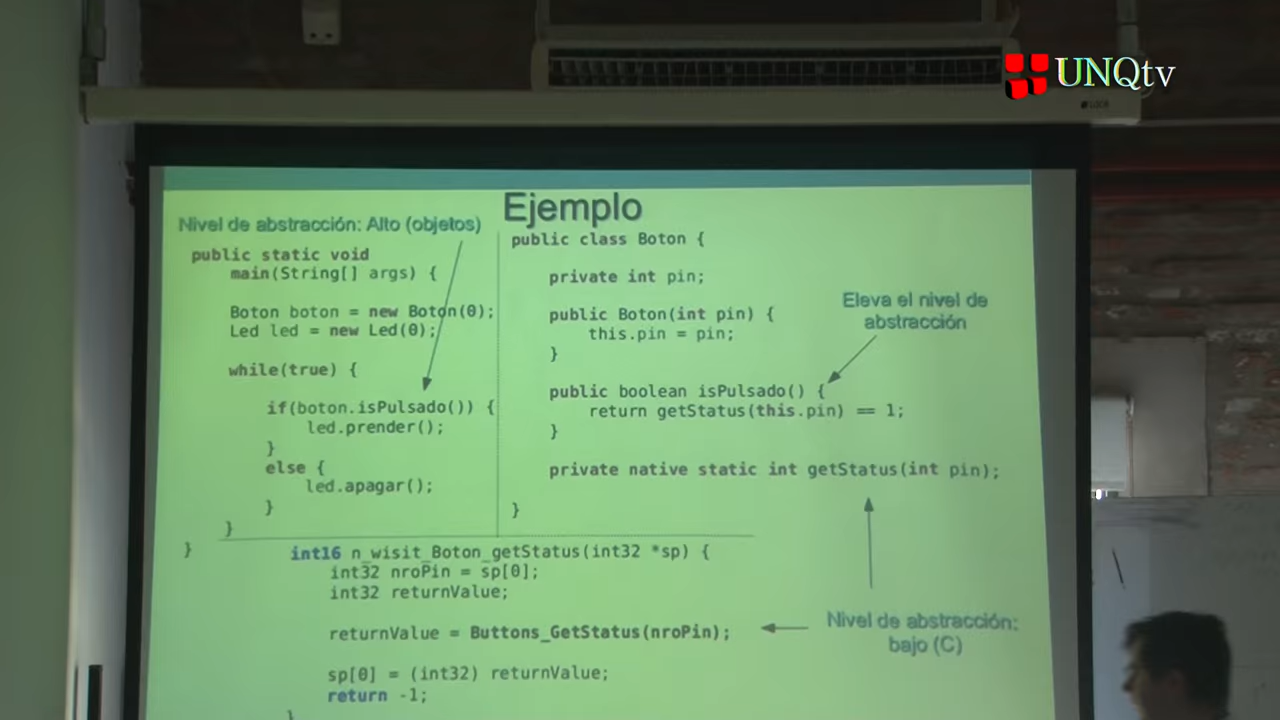 UNQtv
Ejemplo
Nivel de abstracción: Alto (objetos)
public static void
main(String[] args) {
Boton boton = new Boton(0);
Led led = new Led(0);
while(true) {
if(boton.isPulsado()) {
led.prender();
}
else {
led.apagar();
}
}
}
public class Boton {
private int pin;
public Boton(int pin) {
this.pin = pin;
}
Eleva el nivel de
abstracción
public boolean isPulsado() {
return getStatus(this.pin) == 1;
}
private native static int getStatus(int pin);
}
int16 n_wisit_Boton_getStatus(int32 *sp) {
int32 nroPin = sp[0];
int32 returnValue;
returnValue = Buttons_GetStatus(nroPin);
sp[0] = (int32) returnValue;
return -1;
}
Nivel de abstracción:
bajo (C)